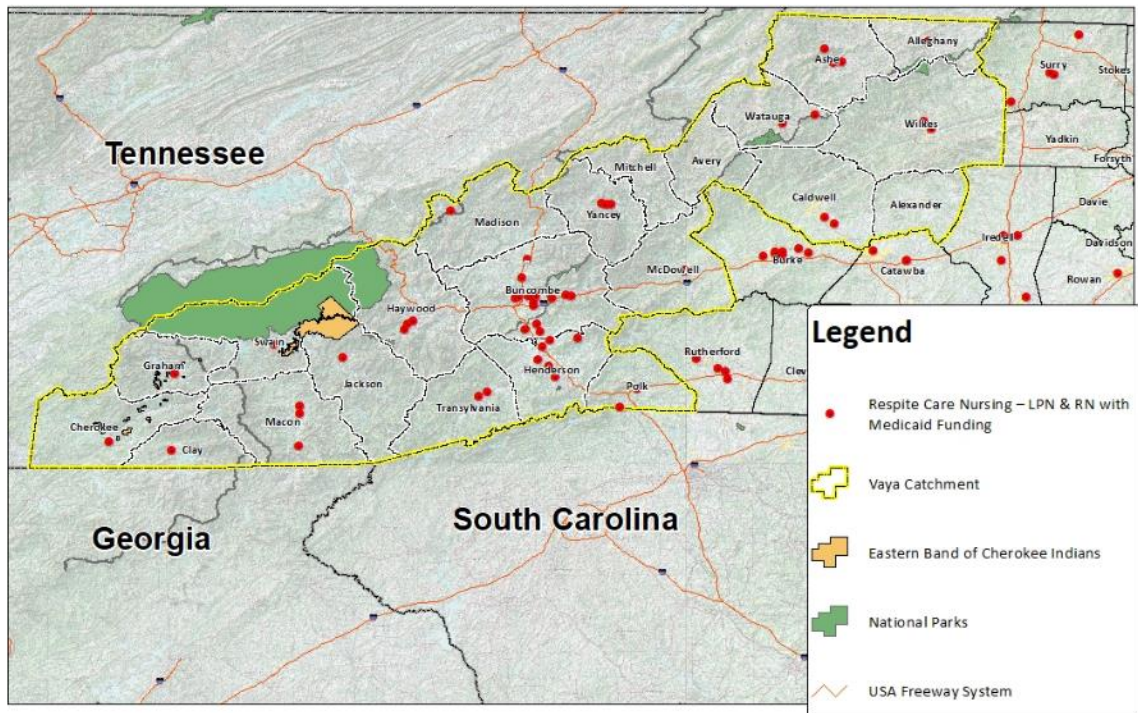 Alleghany
Ashe
Surry
Stokes
Watauga
Wilkes
Yadkin
Forsyth
Tennessee
Mitchell
Avery
Caldwell
Alexander
Davie
Yancey
Madison
Iredell
Davidson
McDowell
Burke
Catawba
Rowan
Buncombe
Haywood
Swain
Rutherford
Graham
Jackson
Henderson
Clev
Polk
Transylvania
Macon
Cherokee
Clay
Georgia
South Carolina
Legend
Respite Care Nursing – LPN & RN with
Medicaid Funding
Vaya Catchment
Eastern Band of Cherokee Indians
National Parks
USA Freeway System